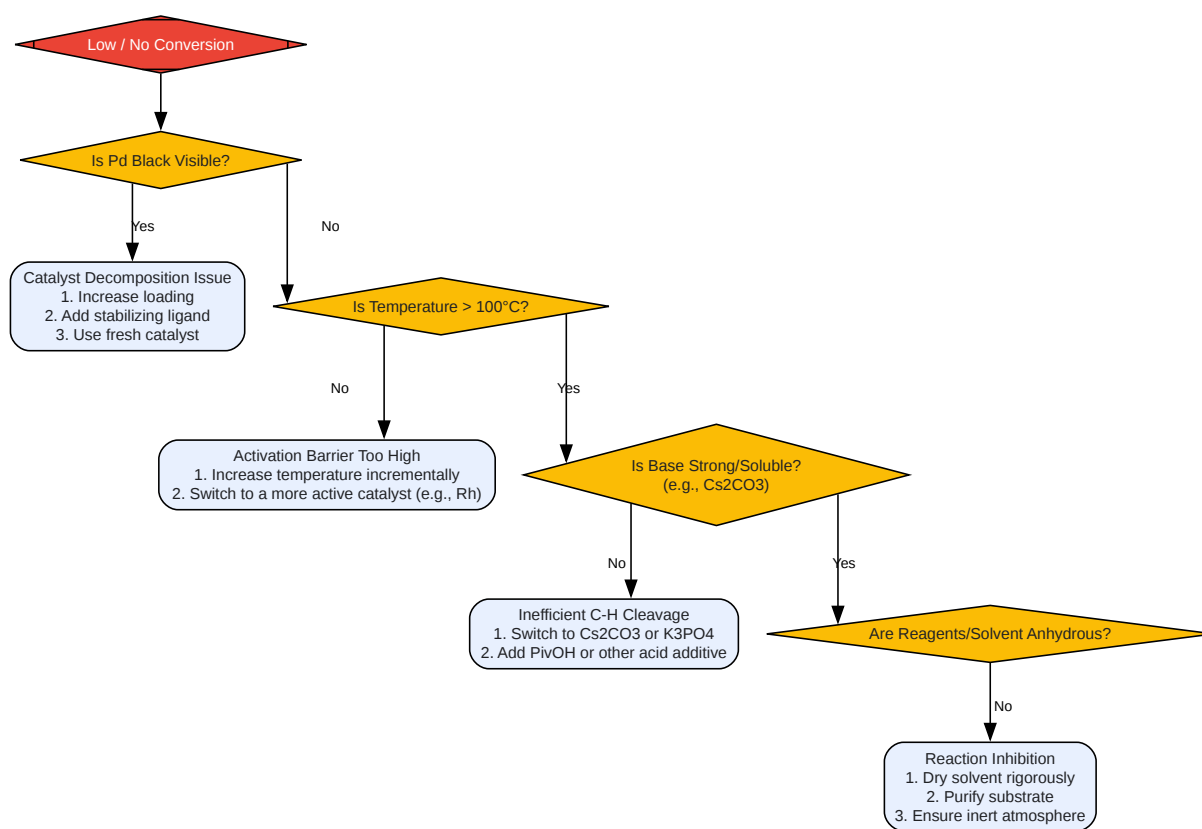 Low / No Conversion
Is Pd Black Visible?
Yes
No
Catalyst Decomposition Issue
1. Increase loading
2. Add stabilizing ligand
3. Use fresh catalyst
Is Temperature > 100°C?
No
Yes
Activation Barrier Too High
1. Increase temperature incrementally
2. Switch to a more active catalyst (e.g., Rh)
Is Base Strong/Soluble?
(e.g., Cs2CO3)
No
Yes
Inefficient C-H Cleavage
1. Switch to Cs2CO3 or K3PO4
2. Add PivOH or other acid additive
Are Reagents/Solvent Anhydrous?
No
Reaction Inhibition
1. Dry solvent rigorously
2. Purify substrate
3. Ensure inert atmosphere